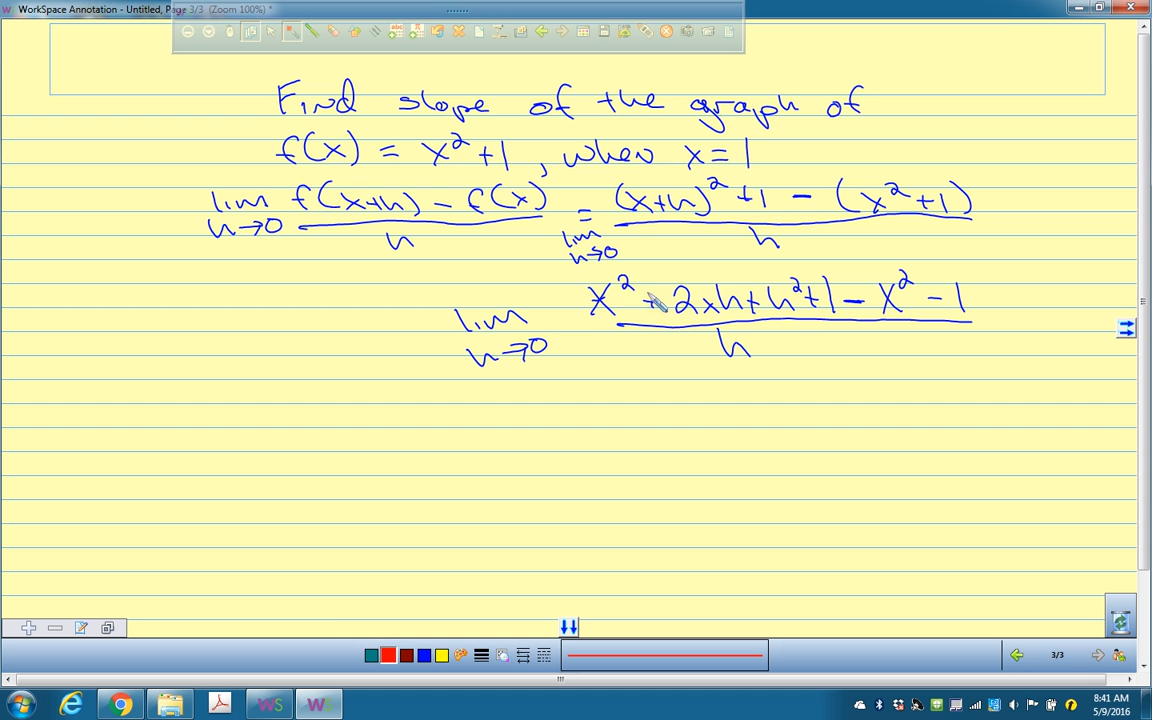 WorkSpace Annotation - Untitled, Page 3/3 (Zoom 100%) *
Find slope of the graph of
f(x) = x² + 1, when x = 1
lim h→0 f(x+h) - f(x) / h = lim h→0 (x+h)² + 1 - (x² + 1) / h
lim h→0 x² + 2xh + h² + 1 - x² - 1 / h
3/3
8:41 AM
5/9/2016